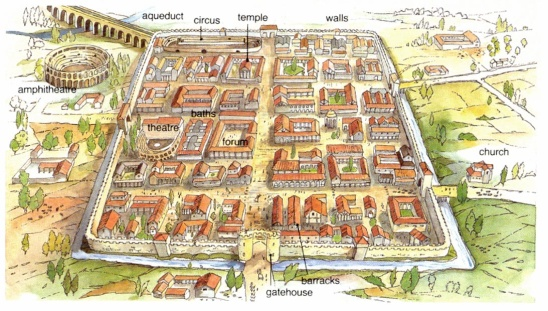 aqueduct
circus
temple
walls
amphitheatre
baths
theatre
forum
church
barracks
gatehouse